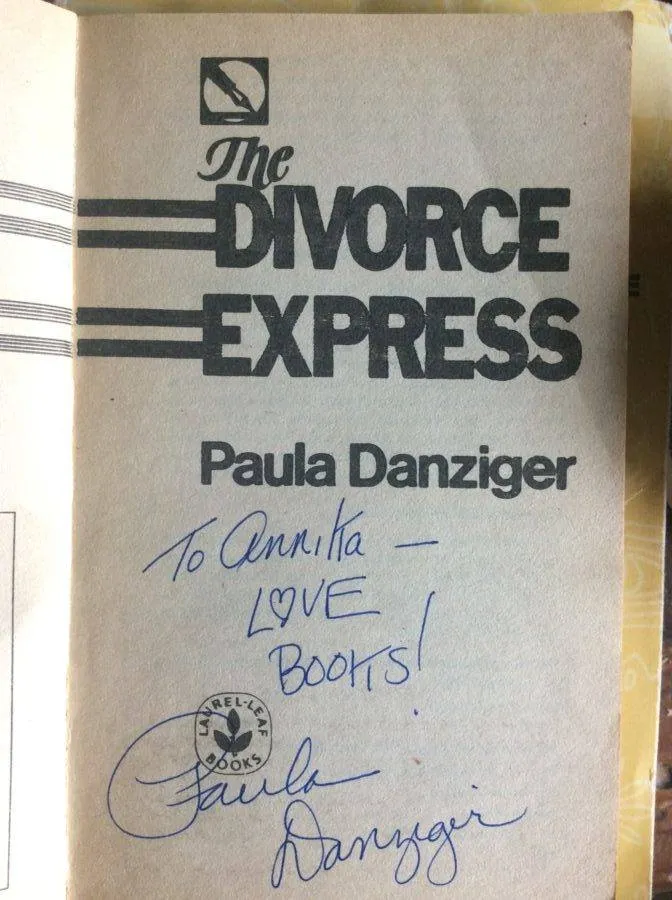 The
DIVORCE
EXPRESS
Paula Danziger
To Annika —
LOVE
BOOKS!
LAUREL-LEAF
BOOKS
Paula
Danziger